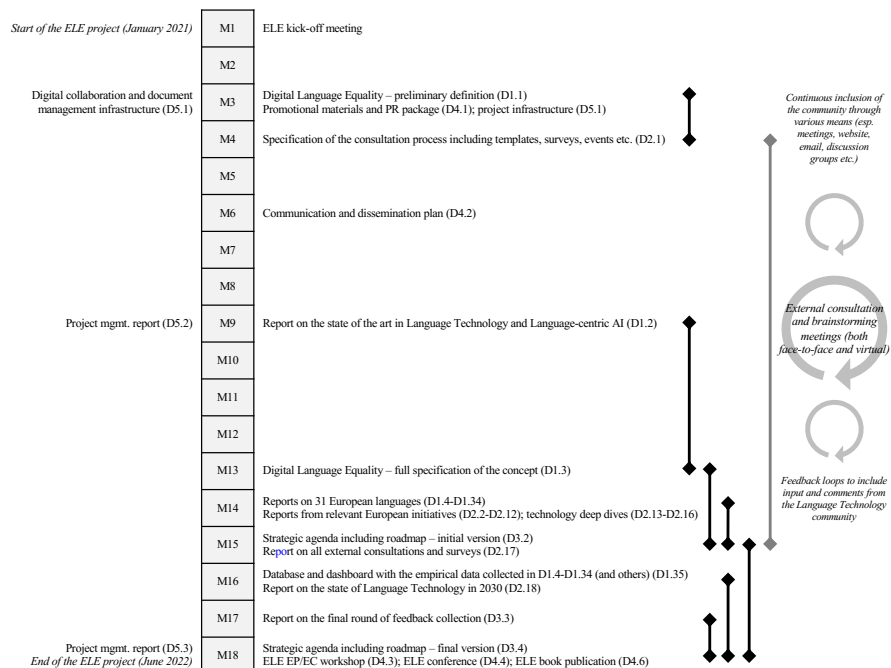 Start of the ELE project (January 2021)
M1
ELE kick-off meeting
M2
Digital collaboration and document
management infrastructure (D5.1)
M3
Digital Language Equality – preliminary definition (D1.1)
Promotional materials and PR package (D4.1); project infrastructure (D5.1)
Continuous inclusion of
the community through
various means (esp.
meetings, website,
email, discussion
groups etc.)
M4
Specification of the consultation process including templates, surveys, events etc. (D2.1)
M5
M6
Communication and dissemination plan (D4.2)
M7
M8
Project mgmt. report (D5.2)
M9
Report on the state of the art in Language Technology and Language-centric AI (D1.2)
External consultation
and brainstorming
meetings (both
face-to-face and virtual)
M10
M11
M12
M13
Digital Language Equality – full specification of the concept (D1.3)
M14
Reports on 31 European languages (D1.4-D1.34)
Reports from relevant European initiatives (D2.2-D2.12); technology deep dives (D2.13-D2.16)
Feedback loops to include
input and comments from
the Language Technology
community
M15
Strategic agenda including roadmap – initial version (D3.2)
Report on all external consultations and surveys (D2.17)
M16
Database and dashboard with the empirical data collected in D1.4-D1.34 (and others) (D1.35)
Report on the state of Language Technology in 2030 (D2.18)
M17
Report on the final round of feedback collection (D3.3)
Project mgmt. report (D5.3)
End of the ELE project (June 2022)
M18
Strategic agenda including roadmap – final version (D3.4)
ELE EP/EC workshop (D4.3); ELE conference (D4.4); ELE book publication (D4.6)